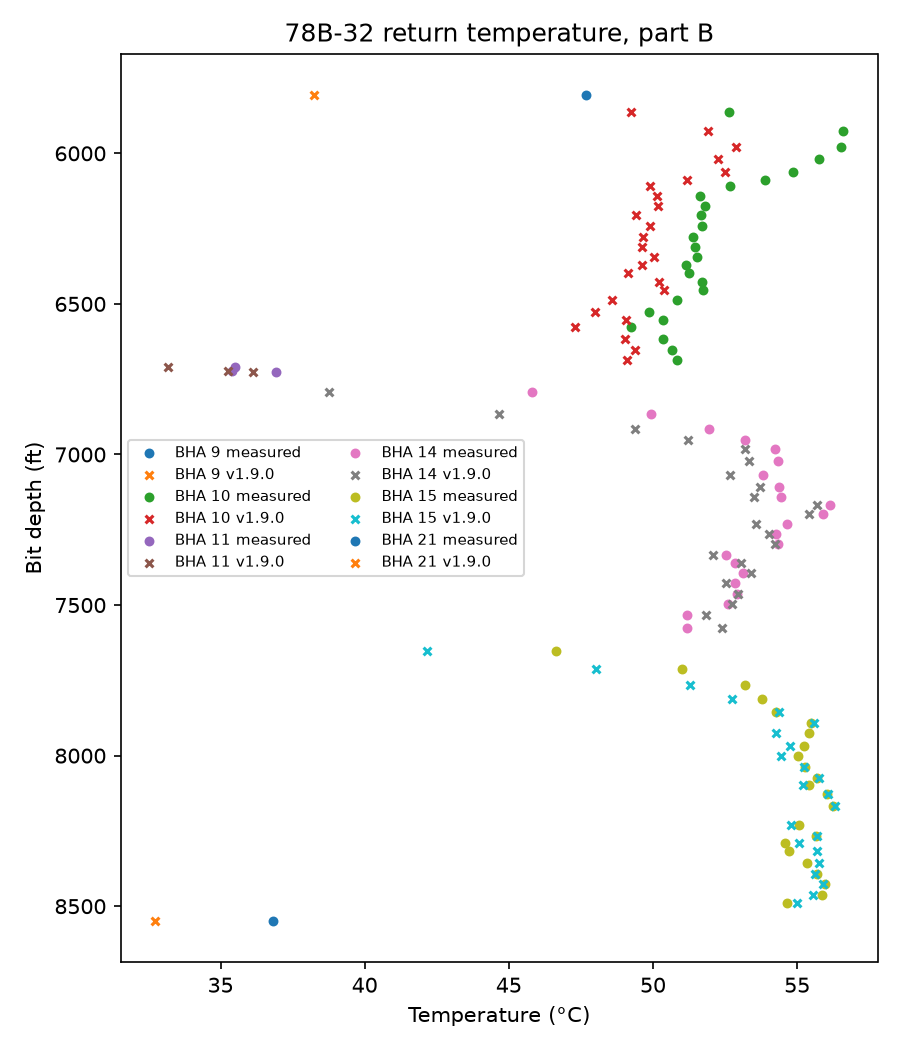 78B-32 return temperature, part B
Bit depth (ft)
6000
6500
7000
7500
8000
8500
BHA 9 measured
BHA 9 v1.9.0
BHA 10 measured
BHA 10 v1.9.0
BHA 11 measured
BHA 11 v1.9.0
BHA 14 measured
BHA 14 v1.9.0
BHA 15 measured
BHA 15 v1.9.0
BHA 21 measured
BHA 21 v1.9.0
35 40 45 50 55
Temperature (°C)